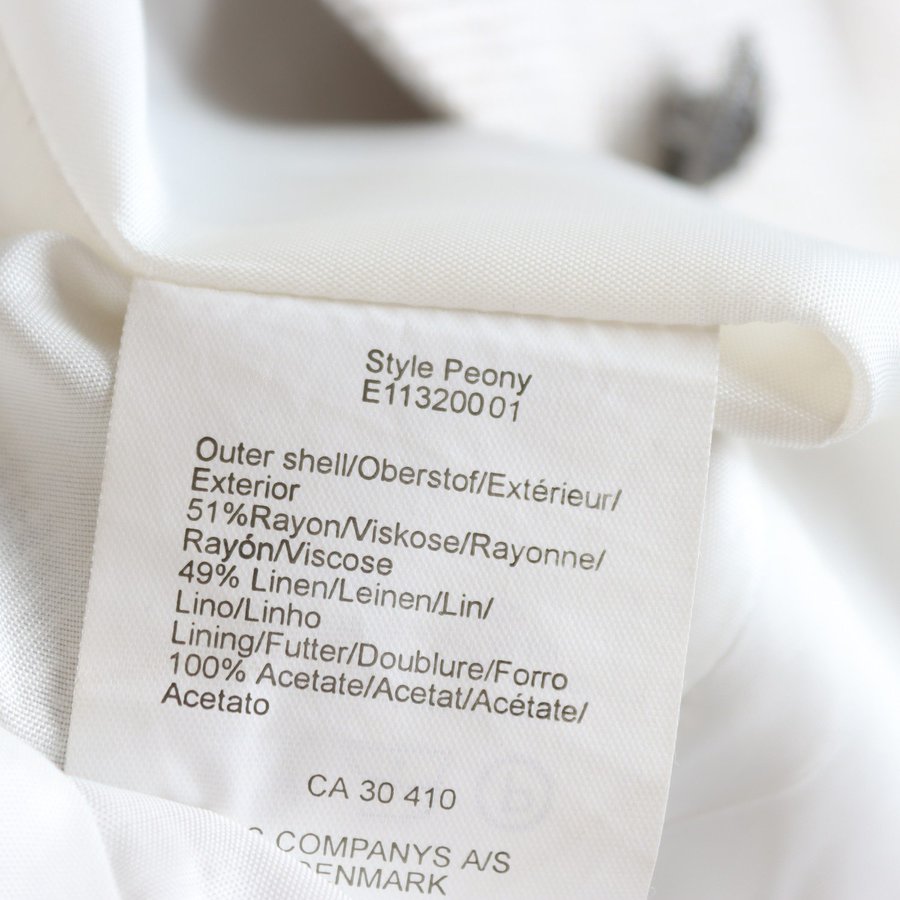 Style Peony
E11320001
Outer shell/Oberstof/Extérieur/
Exterior
51%Rayon/Viskose/Rayonne/
Rayón/Viscose
49% Linen/Leinen/Lin/
Lino/Linho
Lining/Futter/Doublure/Forro
100% Acetate/Acetat/Acétate/
Acetato
CA 30 410
COMPANYS A/S